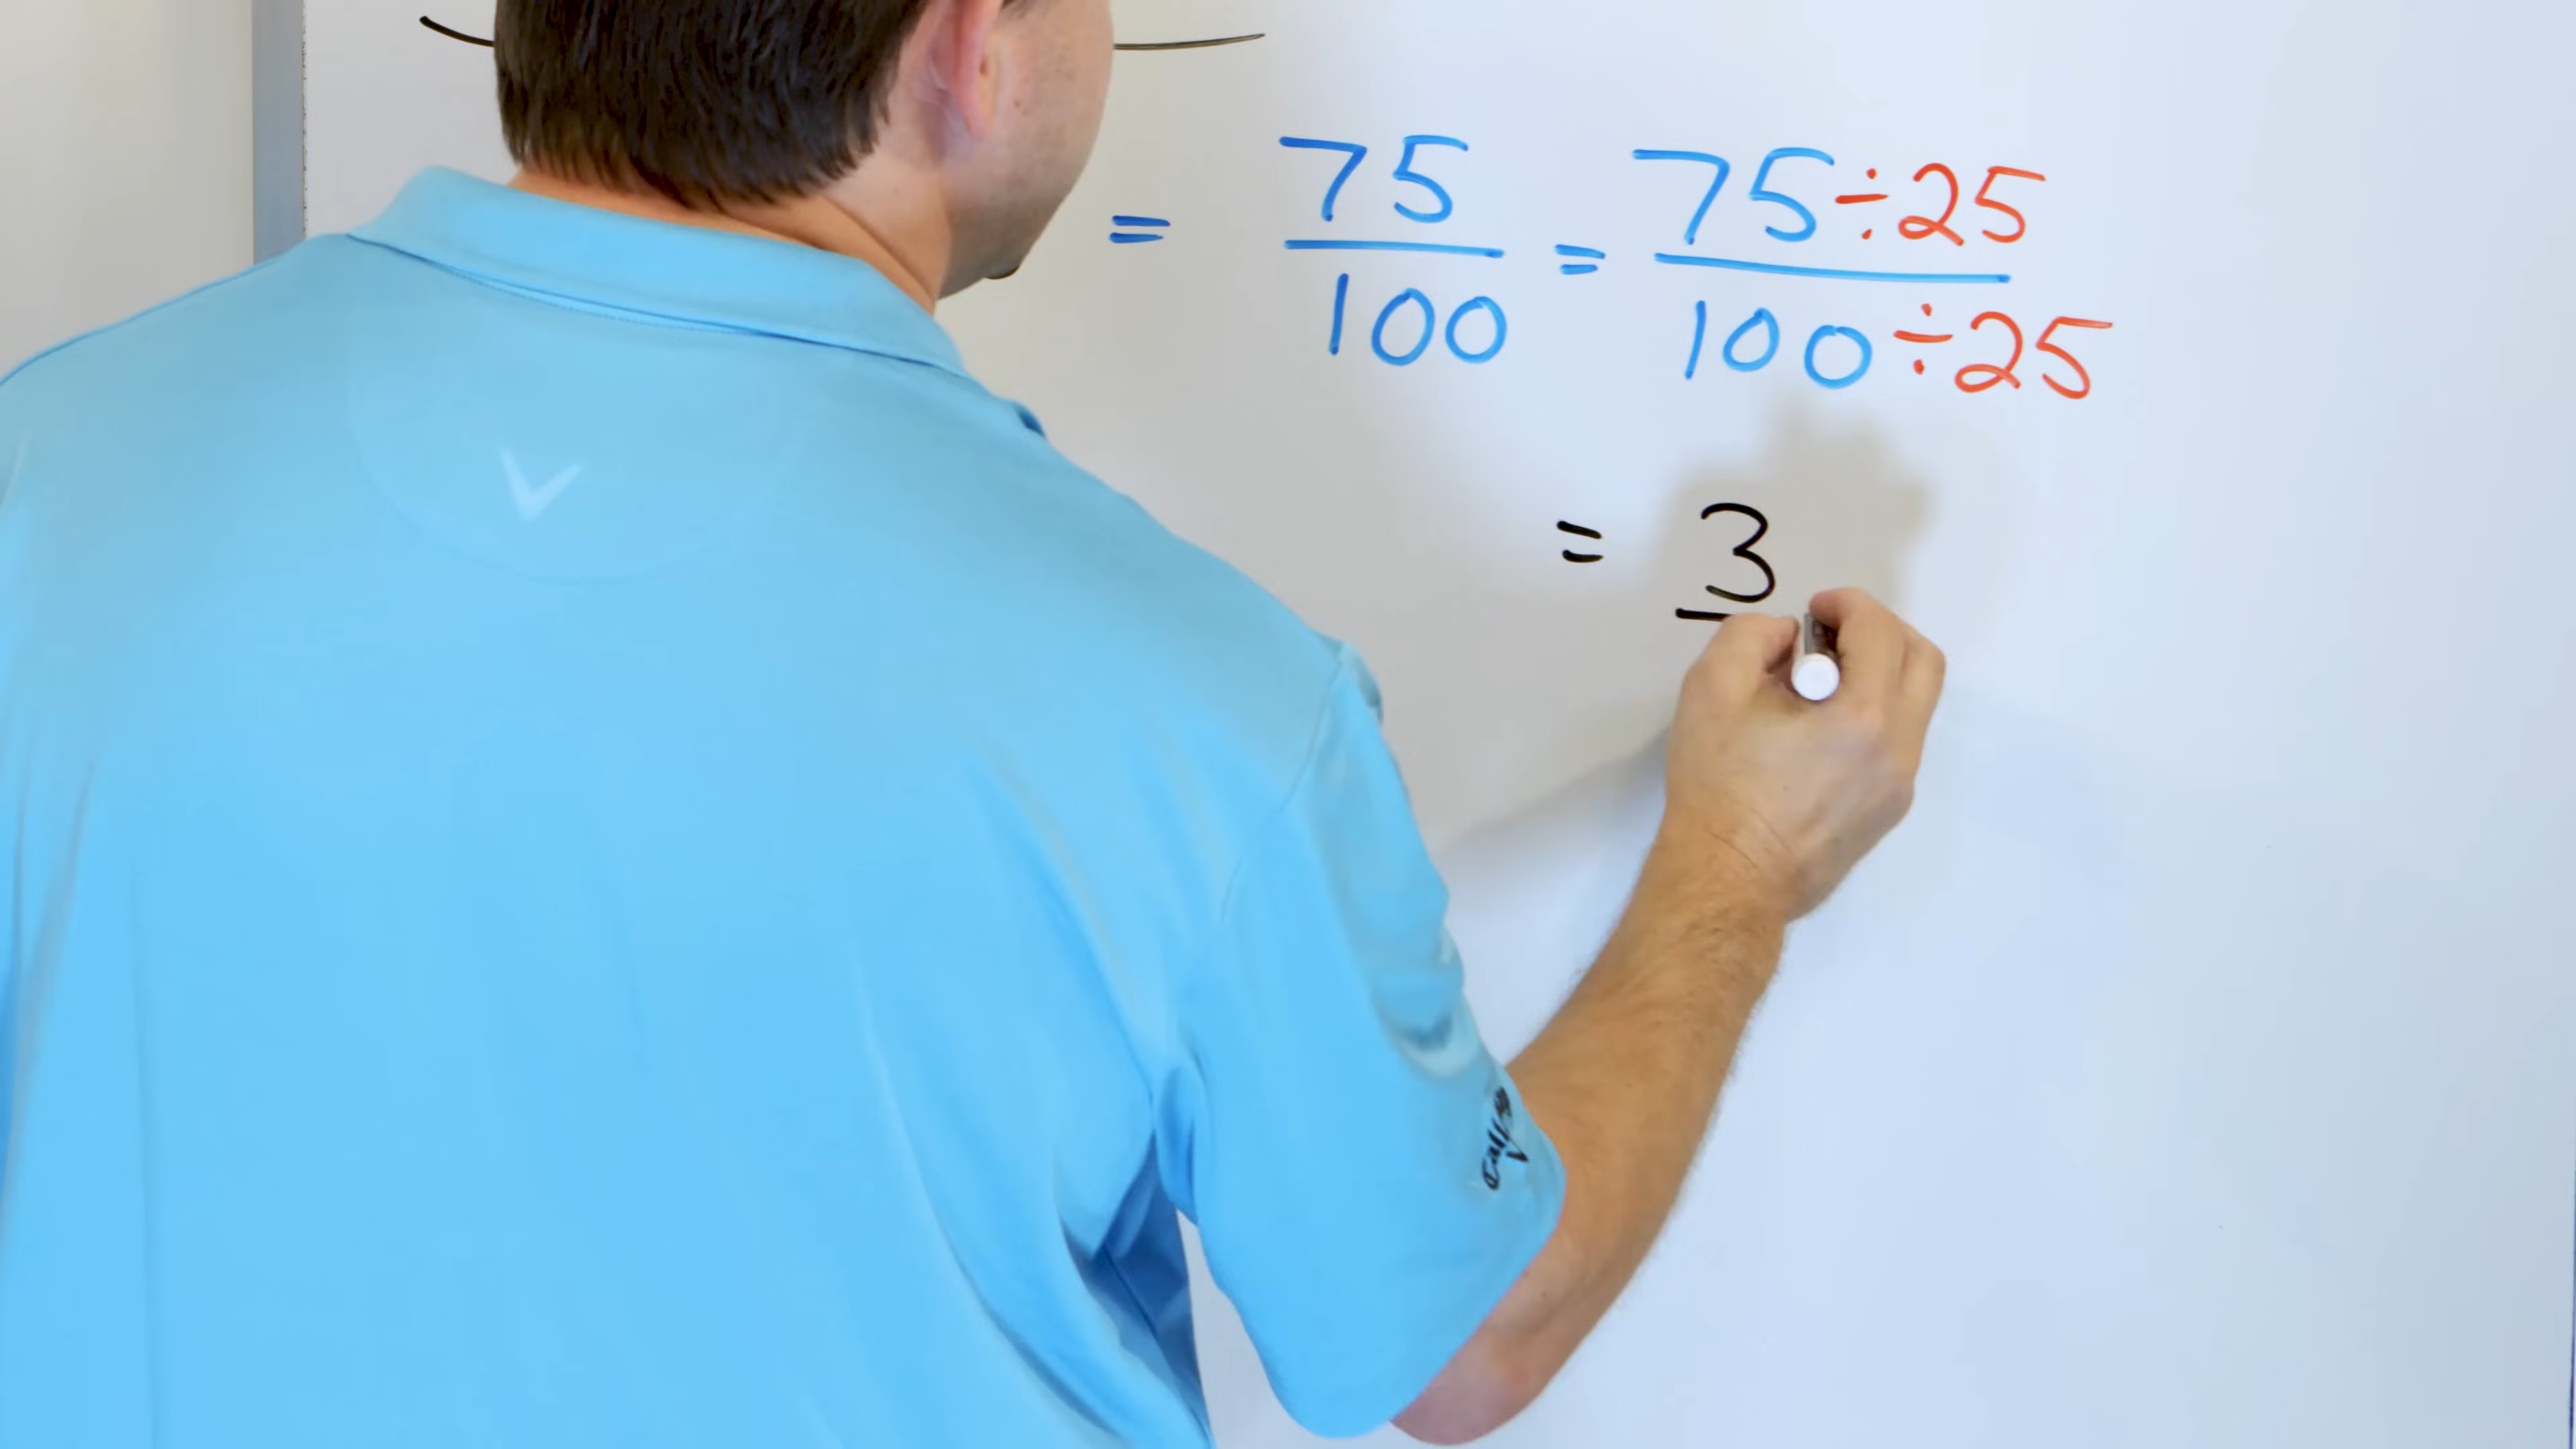 = 75/100 = 75÷25/100÷25
= 3